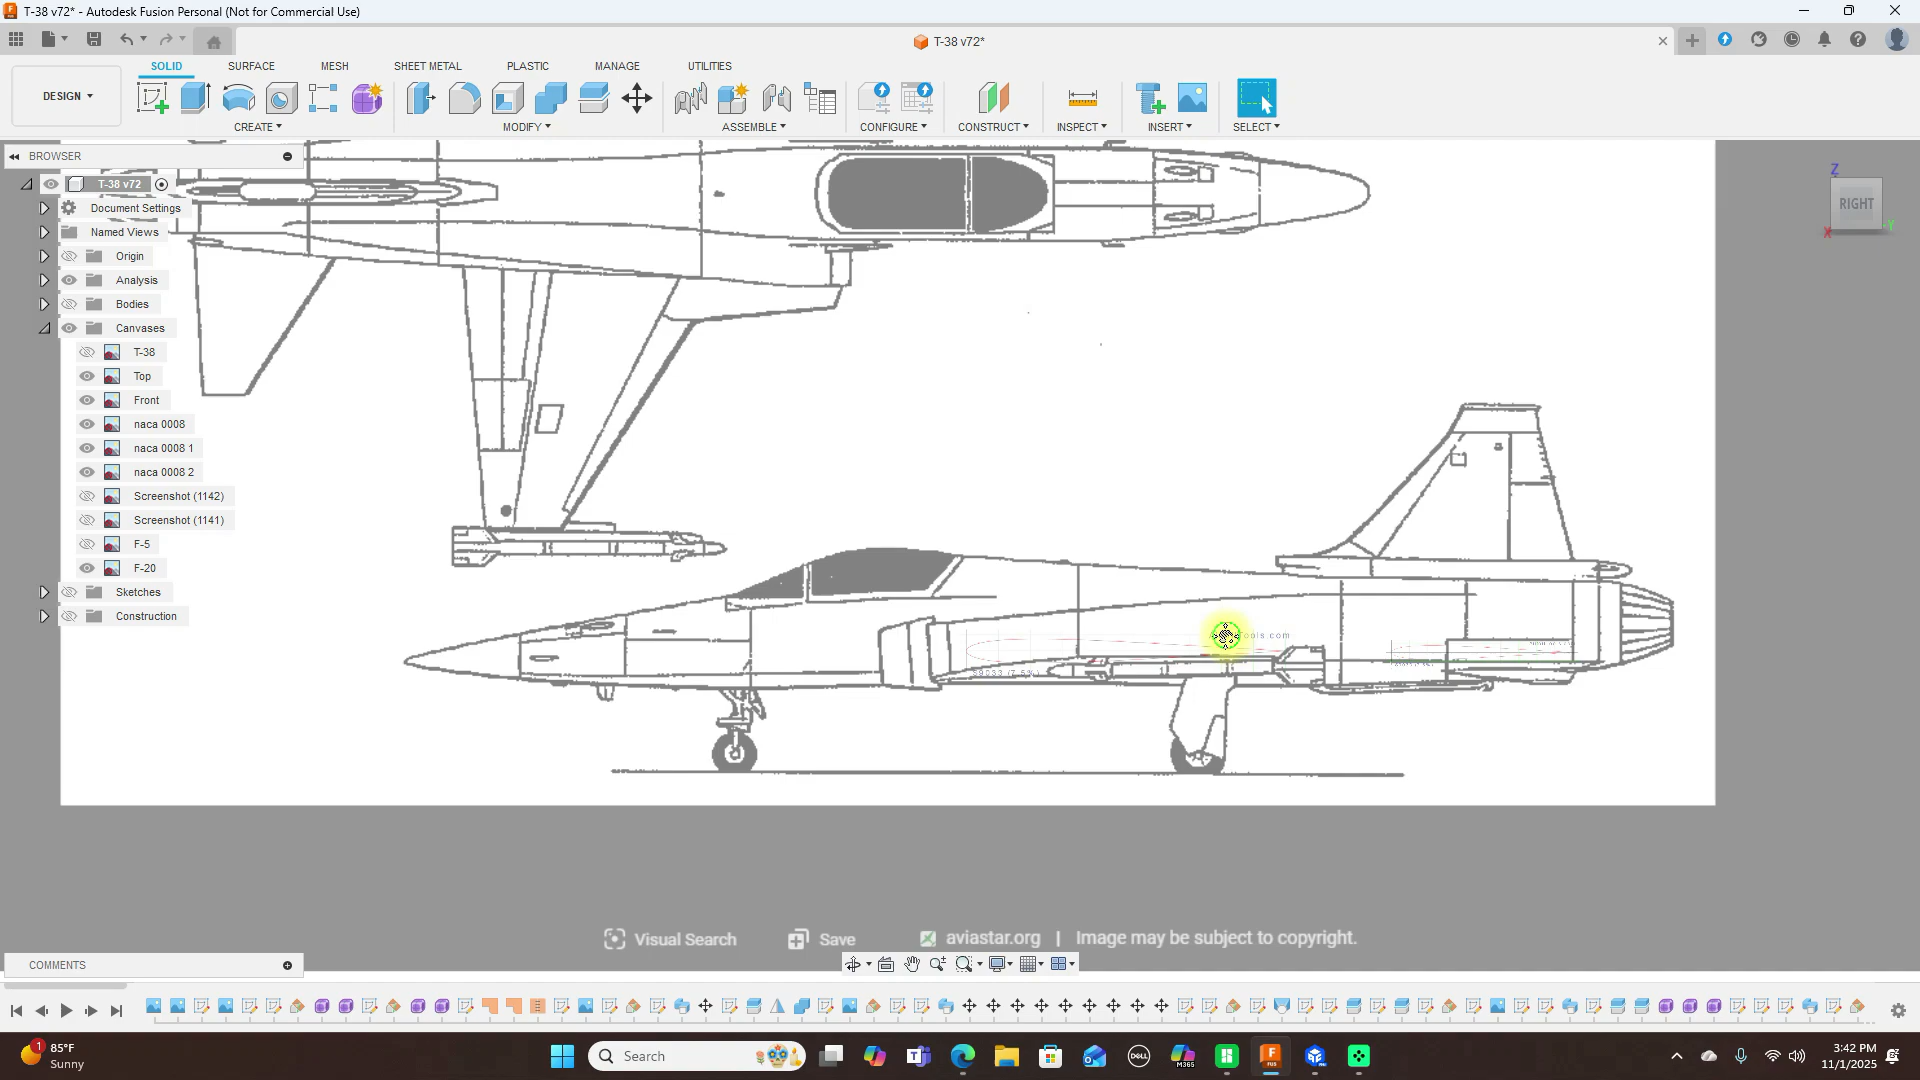 T-38 v72* - Autodesk Fusion Personal (Not for Commercial Use)
T-38 v72*
SOLID
SURFACE
MESH
SHEET METAL
PLASTIC
MANAGE
UTILITIES
DESIGN
CREATE
MODIFY
ASSEMBLE
CONFIGURE
CONSTRUCT
INSPECT
INSERT
SELECT
BROWSER
T-38 v72
Document Settings
Named Views
Origin
Analysis
Bodies
Canvases
T-38
Top
Front
naca 0008
naca 0008 1
naca 0008 2
Screenshot (1142)
Screenshot (1141)
F-5
F-20
Sketches
Construction
Z
RIGHT
X
Y
Visual Search
Save
aviastar.org | Image may be subject to copyright.
COMMENTS
1
85°F
Sunny
Search
DELL
M365
F
FUS
3:42 PM
11/1/2025